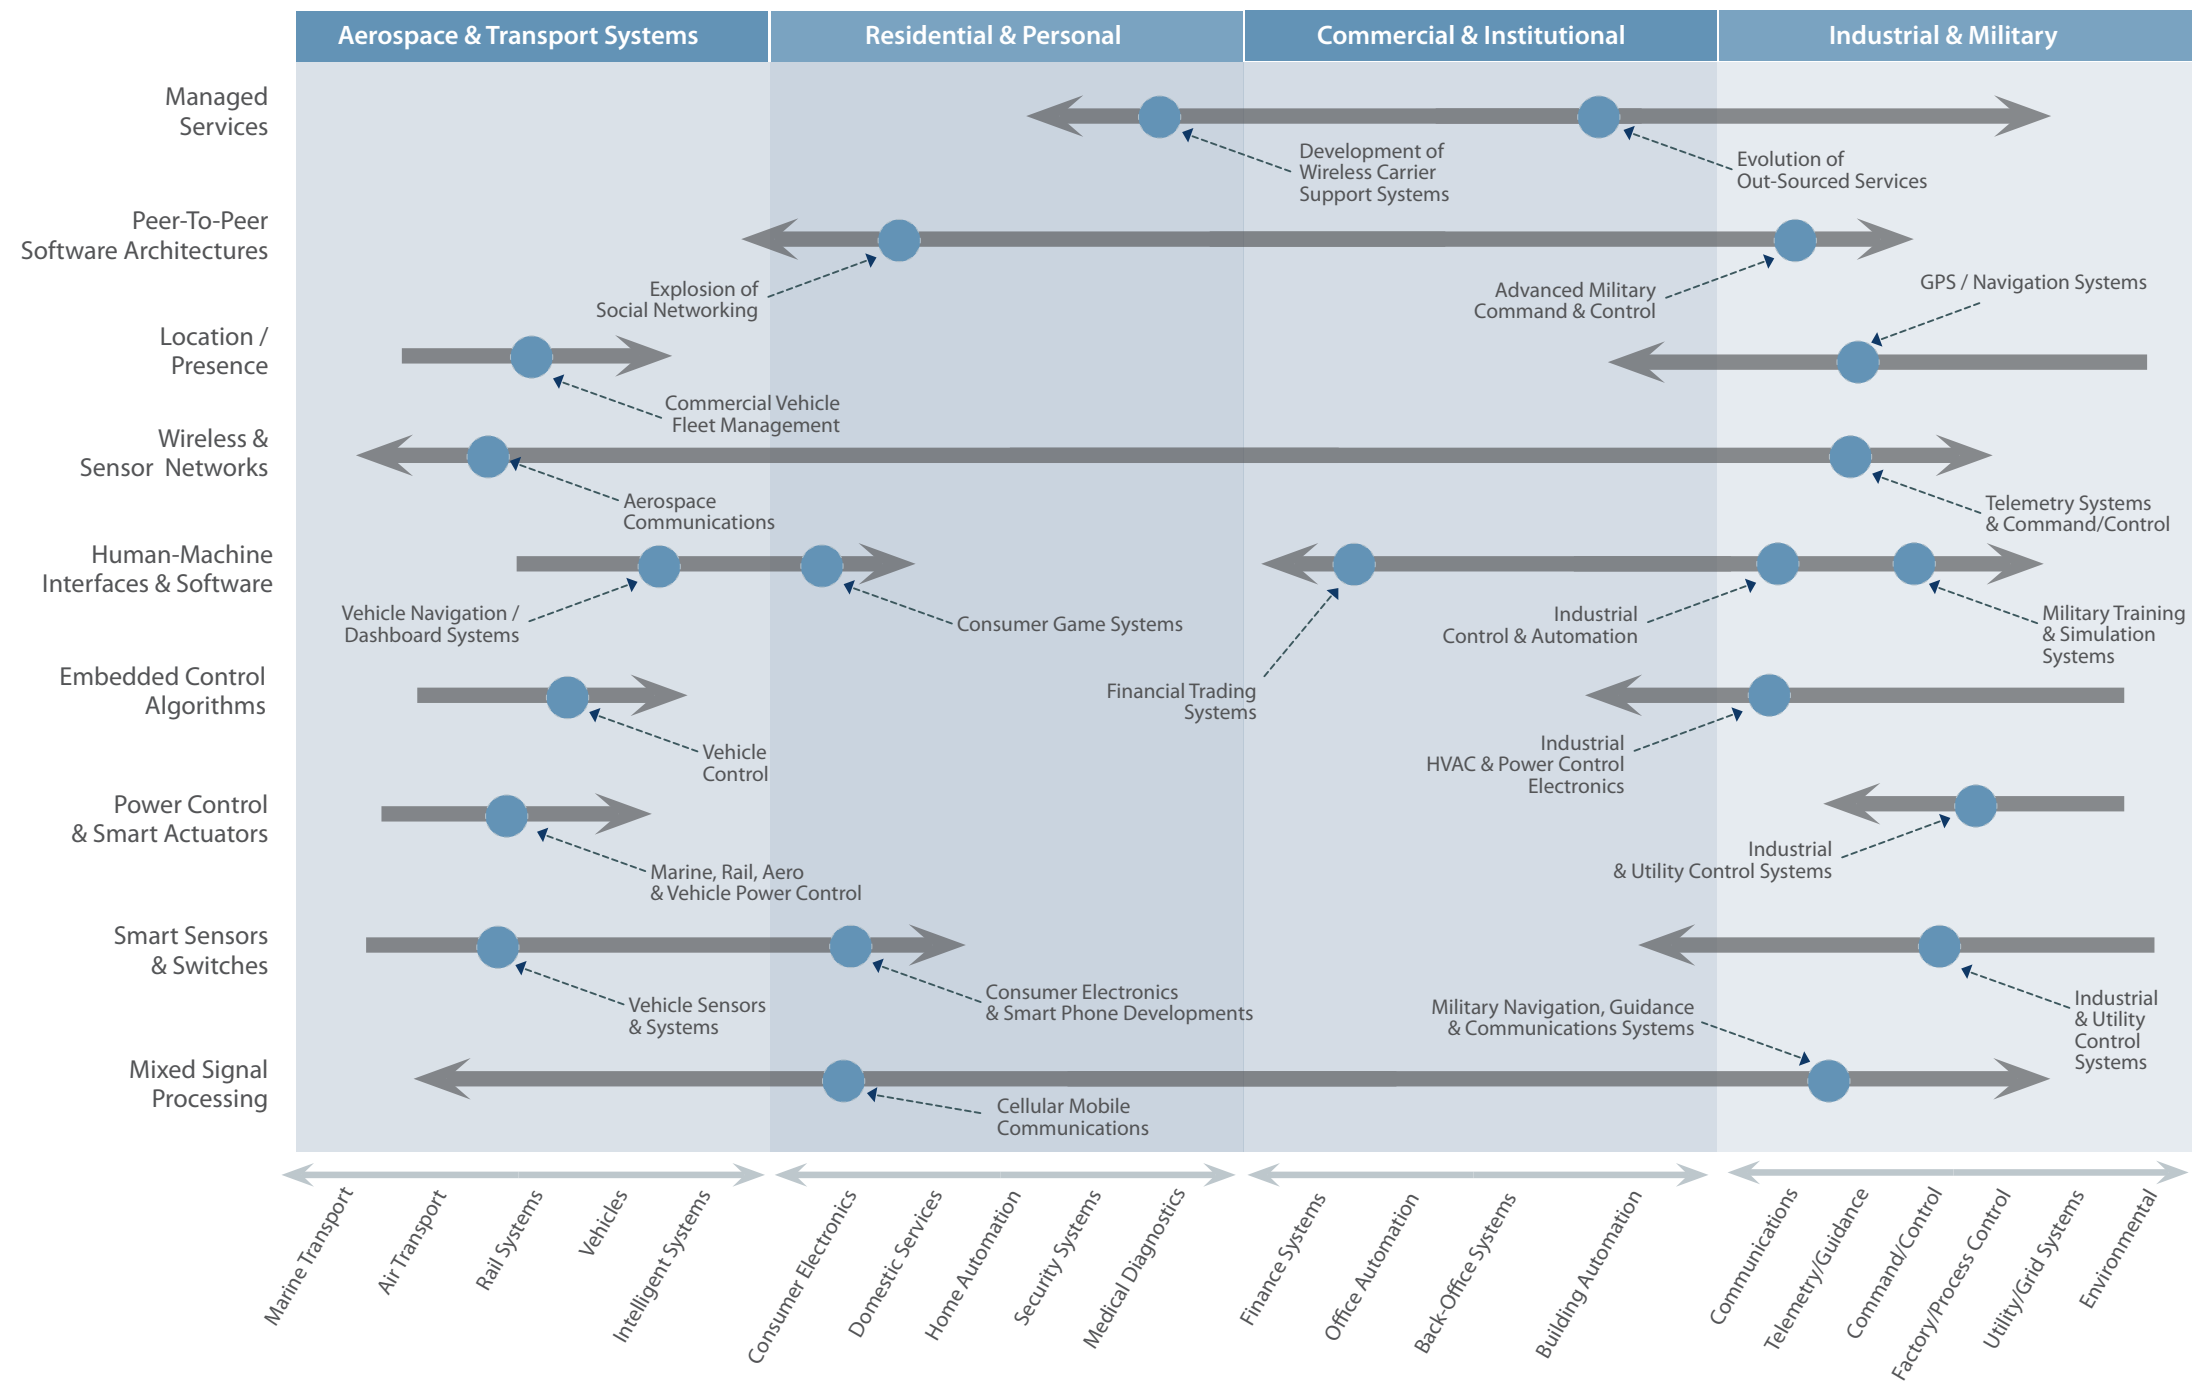 Aerospace & Transport Systems
Residential & Personal
Commercial & Institutional
Industrial & Military
Managed
Services
Development of
Wireless Carrier
Support Systems
Evolution of
Out-Sourced Services
Peer-To-Peer
Software Architectures
Explosion of
Social Networking
Advanced Military
Command & Control
GPS / Navigation Systems
Location /
Presence
Commercial Vehicle
Fleet Management
Wireless &
Sensor Networks
Aerospace
Communications
Telemetry Systems
& Command/Control
Human-Machine
Interfaces & Software
Vehicle Navigation /
Dashboard Systems
Consumer Game Systems
Financial Trading
Systems
Industrial
Control & Automation
Military Training
& Simulation
Systems
Embedded Control
Algorithms
Vehicle
Control
Industrial
HVAC & Power Control
Electronics
Power Control
& Smart Actuators
Marine, Rail, Aero
& Vehicle Power Control
Industrial
& Utility Control Systems
Smart Sensors
& Switches
Vehicle Sensors
& Systems
Consumer Electronics
& Smart Phone Developments
Military Navigation, Guidance
& Communications Systems
Industrial
& Utility
Control
Systems
Mixed Signal
Processing
Cellular Mobile
Communications
Marine Transport
Air Transport
Rail Systems
Vehicles
Intelligent Systems
Consumer Electronics
Domestic Services
Home Automation
Security Systems
Medical Diagnostics
Finance Systems
Office Automation
Back-Office Systems
Building Automation
Communications
Telemetry/Guidance
Command/Control
Factory/Process Control
Utility/Grid Systems
Environmental